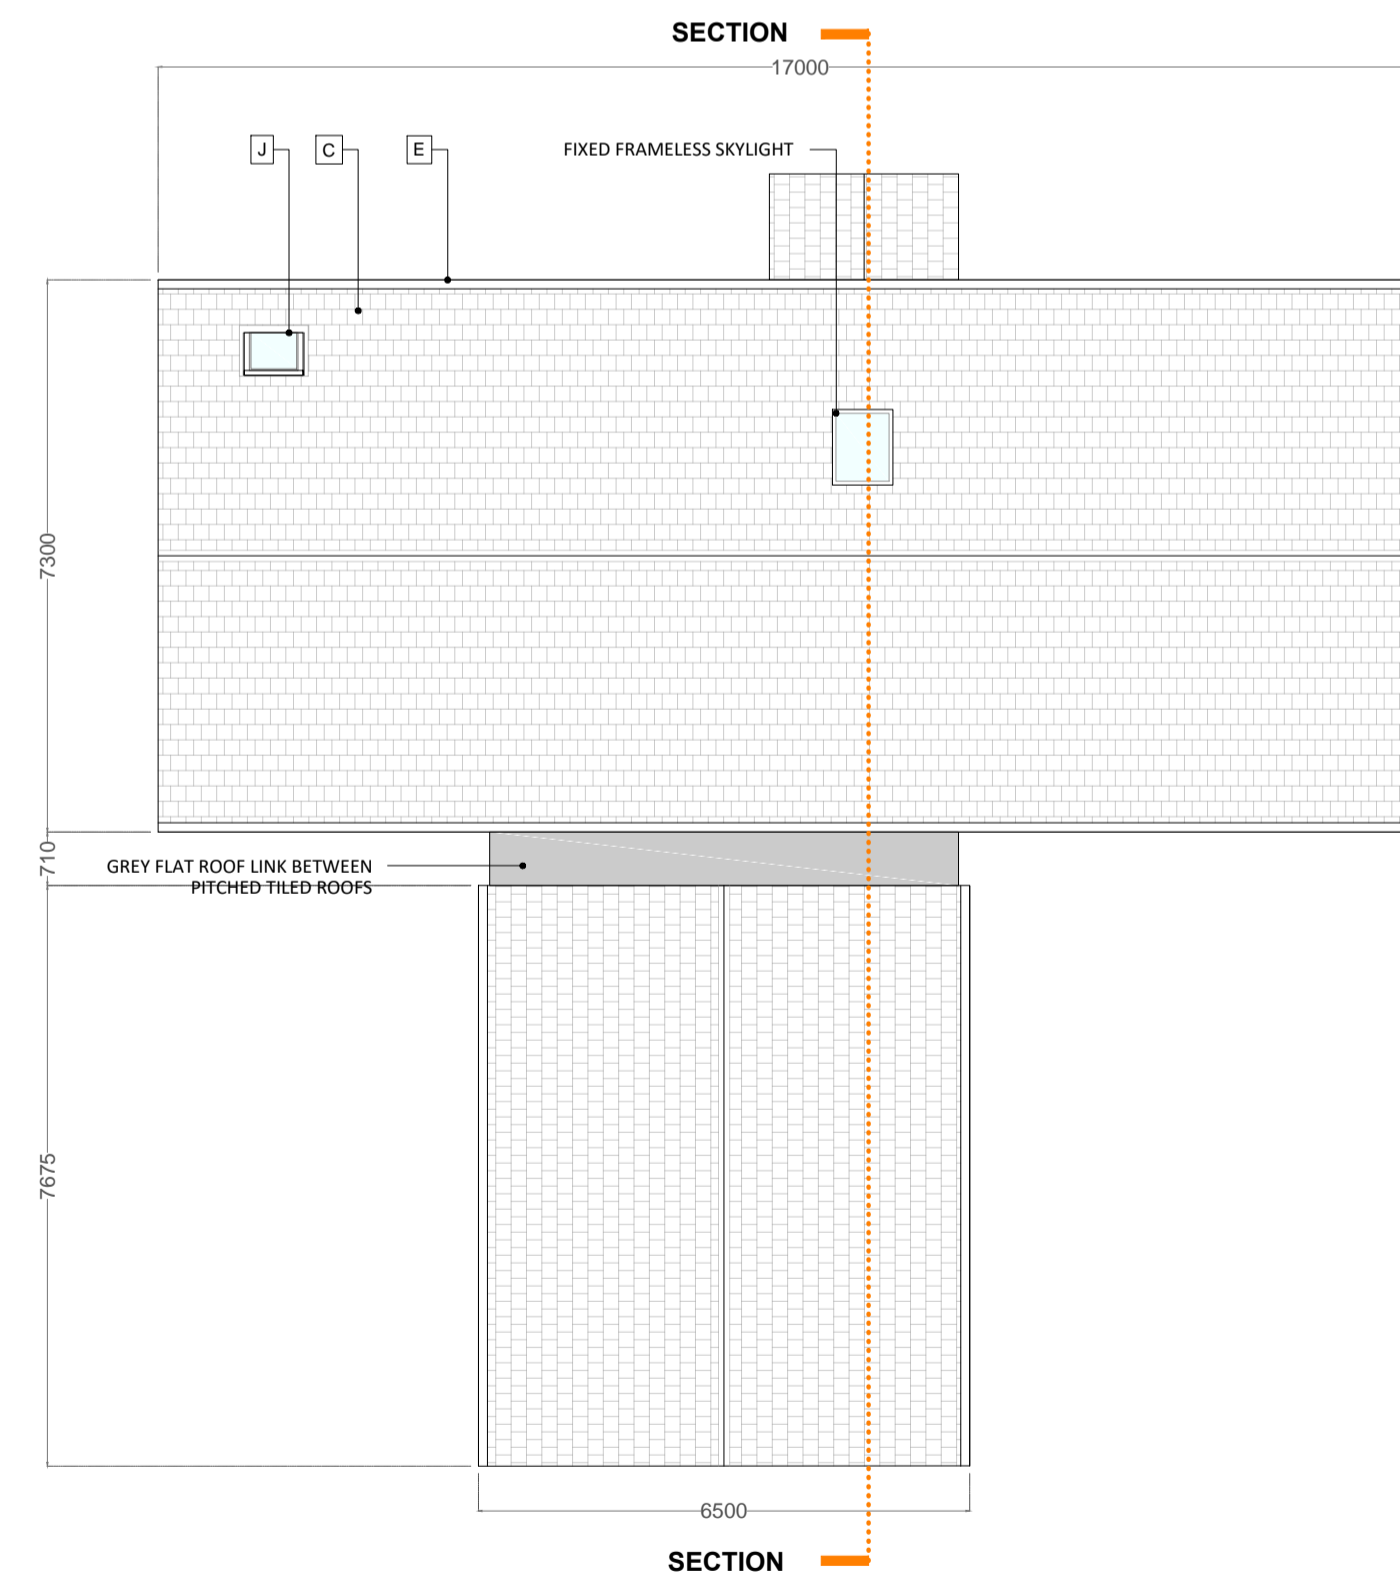 SECTION
17000
J
C
E
FIXED FRAMELESS SKYLIGHT
7300
710
GREY FLAT ROOF LINK BETWEEN
PITCHED TILED ROOFS
7675
6500
SECTION